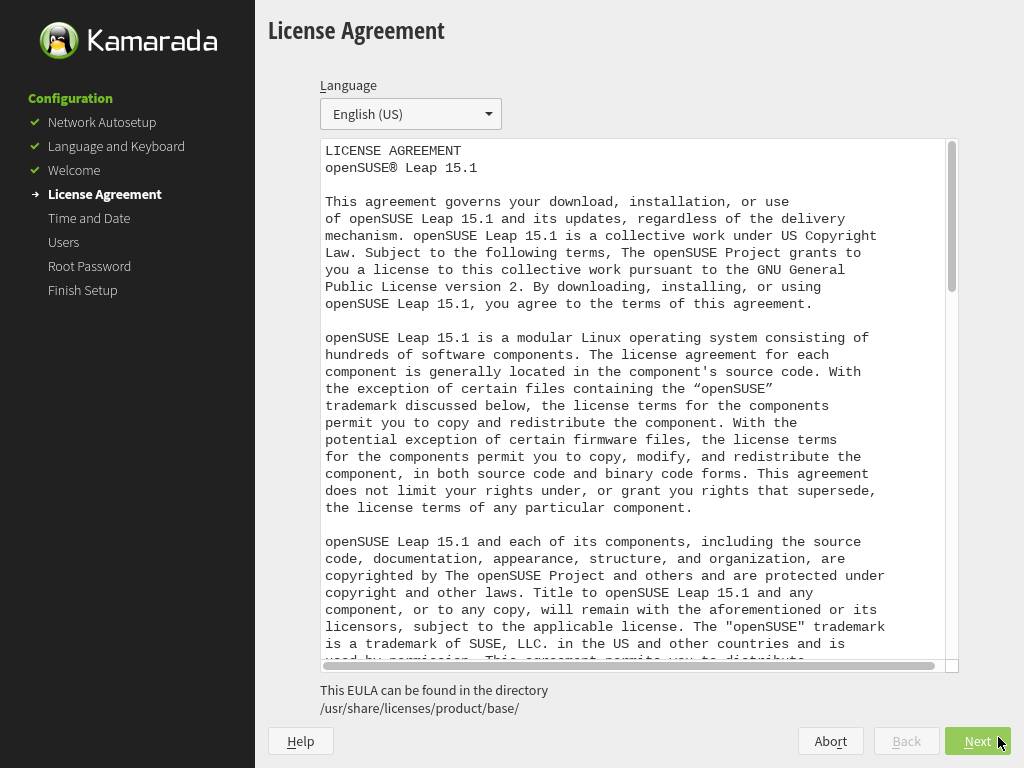 Kamarada
Configuration
Network Autosetup
Language and Keyboard
Welcome
License Agreement
Time and Date
Users
Root Password
Finish Setup
License Agreement
Language
English (US)
LICENSE AGREEMENT
openSUSE® Leap 15.1
This agreement governs your download, installation, or use
of openSUSE Leap 15.1 and its updates, regardless of the delivery
mechanism. openSUSE Leap 15.1 is a collective work under US Copyright
Law. Subject to the following terms, The openSUSE Project grants to
you a license to this collective work pursuant to the GNU General
Public License version 2. By downloading, installing, or using
openSUSE Leap 15.1, you agree to the terms of this agreement.
openSUSE Leap 15.1 is a modular Linux operating system consisting of
hundreds of software components. The license agreement for each
component is generally located in the component's source code. With
the exception of certain files containing the “openSUSE”
trademark discussed below, the license terms for the components
permit you to copy and redistribute the component. With the
potential exception of certain firmware files, the license terms
for the components permit you to copy, modify, and redistribute the
component, in both source code and binary code forms. This agreement
does not limit your rights under, or grant you rights that supersede,
the license terms of any particular component.
openSUSE Leap 15.1 and each of its components, including the source
code, documentation, appearance, structure, and organization, are
copyrighted by The openSUSE Project and others and are protected under
copyright and other laws. Title to openSUSE Leap 15.1 and any
component, or to any copy, will remain with the aforementioned or its
licensors, subject to the applicable license. The "openSUSE" trademark
is a trademark of SUSE, LLC. in the US and other countries and is
used by permission. This agreement permits you to distribute
This EULA can be found in the directory
/usr/share/licenses/product/base/
Help
Abort
Back
Next